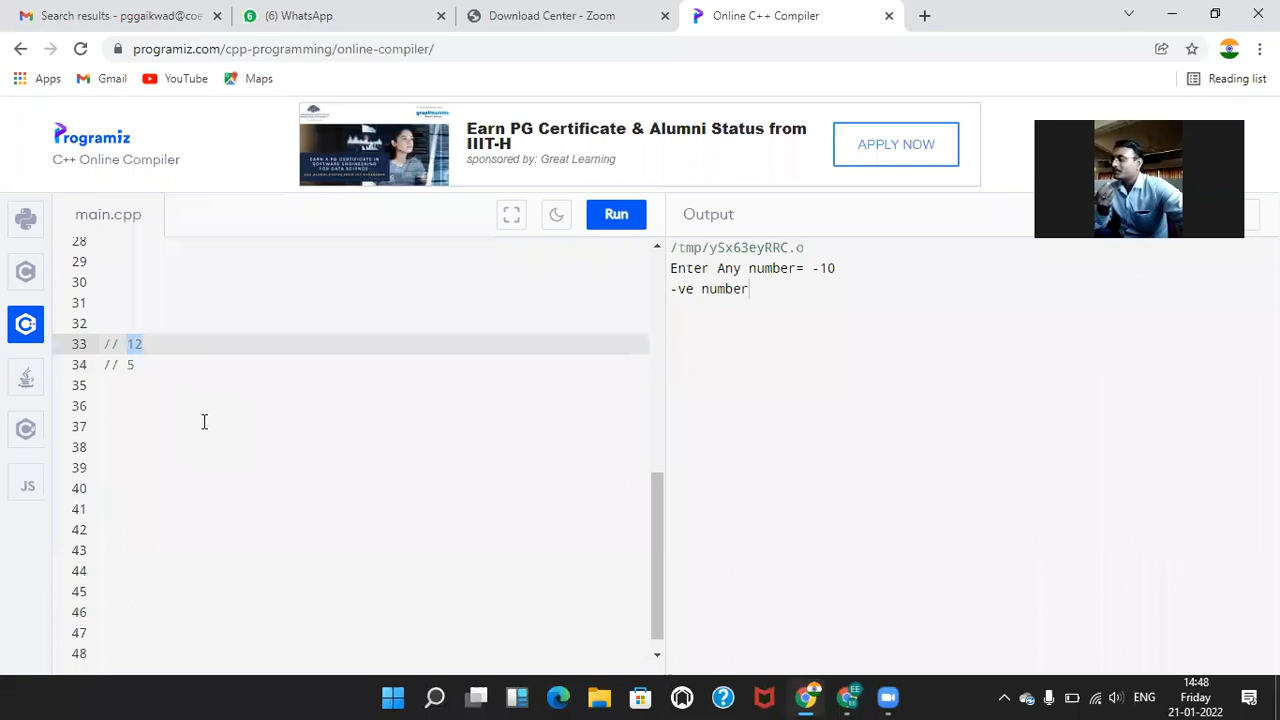 Gmail - pggaikwad@coe
(6) WhatsApp
Download Center - Zoom
Online C++ Compiler
programiz.com/cpp-programming/online-compiler/
Apps
Gmail
YouTube
Maps
Reading list
Programiz
C++ Online Compiler
Earn PG Certificate & Alumni Status from
IIIT-H
sponsored by: Great Learning
APPLY NOW
main.cpp
Run
Output
28
29
30
31
32
33 // 12
34 // 5
35
36
37
38
39
40
41
42
43
44
45
46
47
48
JS
/tmp/ySx63eyRRC.o
Enter Any number= -10
-ve number
ENG
14:48
Friday
21-01-2022